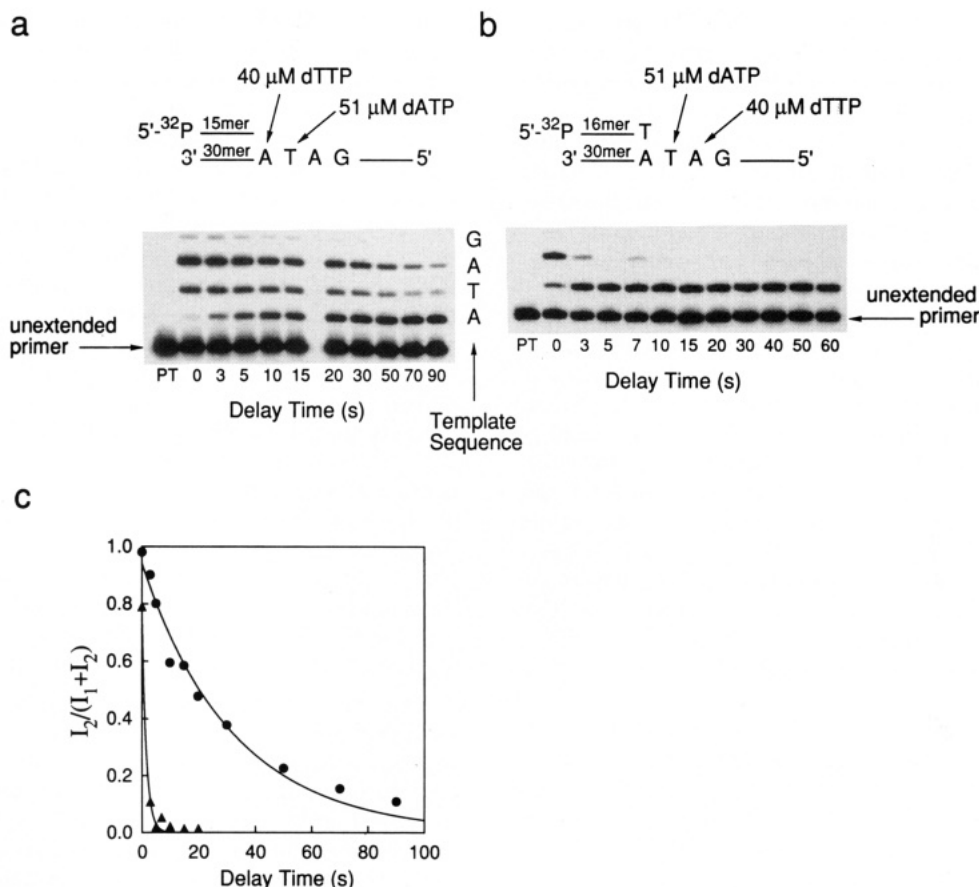 a
40 μM dTTP
51 μM dATP
5'-³²P 15mer
3' 30mer A T A G 5'
unextended
primer
PT 0 3 5 10 15 20 30 50 70 90
Delay Time (s)
G
A
T
A
Template
Sequence
b
51 μM dATP
40 μM dTTP
5'-³²P 16mer T
3' 30mer A T A G 5'
unextended
primer
PT 0 3 5 7 10 15 20 30 40 50 60
Delay Time (s)
c
I₂/(I₁+I₂)
1.0
0.8
0.6
0.4
0.2
0.0
0 20 40 60 80 100
Delay Time (s)